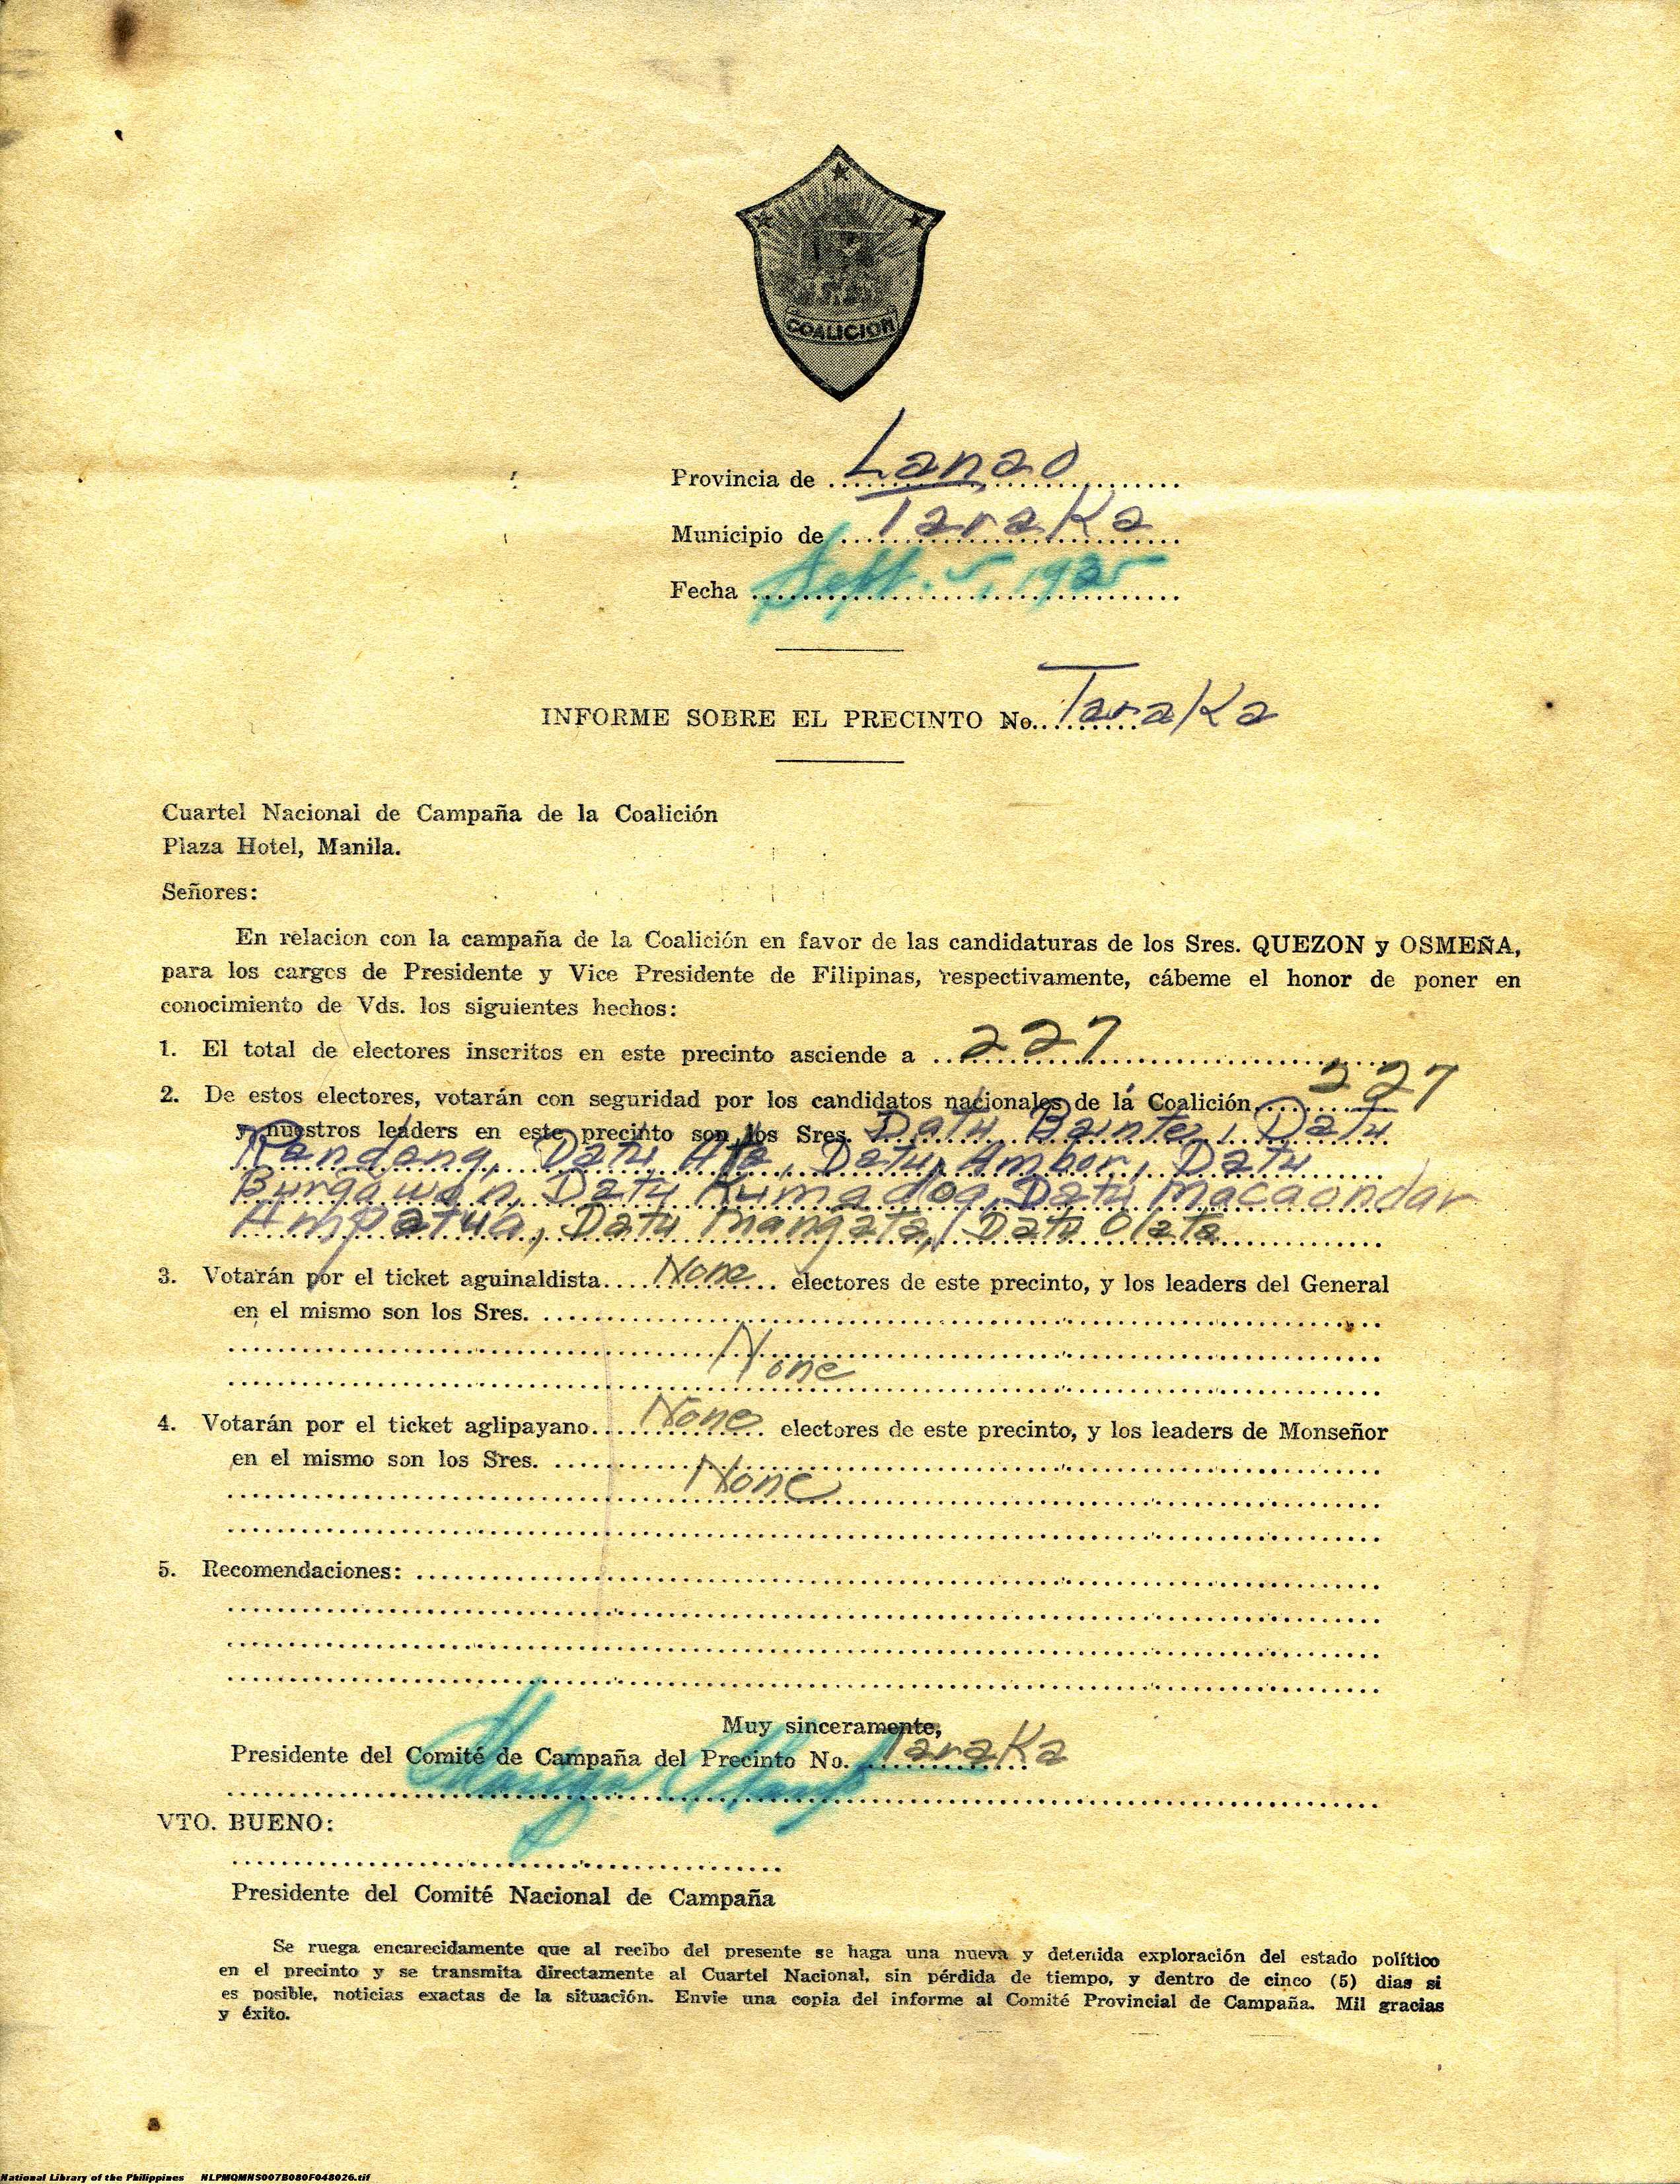 COALICION
Provincia de Lanao
Municipio de Taraka
Fecha Sept. 5, 1935
INFORME SOBRE EL PRECINTO No. Taraka
Cuartel Nacional de Campaña de la Coalición
Plaza Hotel, Manila.
Señores:
En relacion con la campaña de la Coalición en favor de las candidaturas de los Sres. QUEZON y OSMEÑA,
para los cargos de Presidente y Vice Presidente de Filipinas, respectivamente, cábeme el honor de poner en
conocimiento de Vds. los siguientes hechos:
1. El total de electores inscritos en este precinto asciende a 227
2. De estos electores, votarán con seguridad por los candidatos nacionales de la Coalición 227
y nuestros leaders en este precinto son los Sres. Datu Bainte, Datu
Randang, Datu Ata, Datu Ambor, Datu
Burgawan, Datu Kumadog, Datu Macaondar
Ampatua, Datu Mangata, Datu Olata
3. Votarán por el ticket aguinaldista None electores de este precinto, y los leaders del General
en el mismo son los Sres.
None
4. Votarán por el ticket aglipayano None electores de este precinto, y los leaders de Monseñor
en el mismo son los Sres.
None
5. Recomendaciones:
Muy sinceramente,
Presidente del Comité de Campaña del Precinto No. Taraka
VTO. BUENO:
Presidente del Comité Nacional de Campaña
Se ruega encarecidamente que al recibo del presente se haga una nueva y detenida exploración del estado político
en el precinto y se transmita directamente al Cuartel Nacional, sin pérdida de tiempo, y dentro de cinco (5) dias si
es posible, noticias exactas de la situación. Envie una copia del informe al Comité Provincial de Campaña. Mil gracias
y éxito.
National Library of the Philippines NLPMQMNS007B080F048026.tif